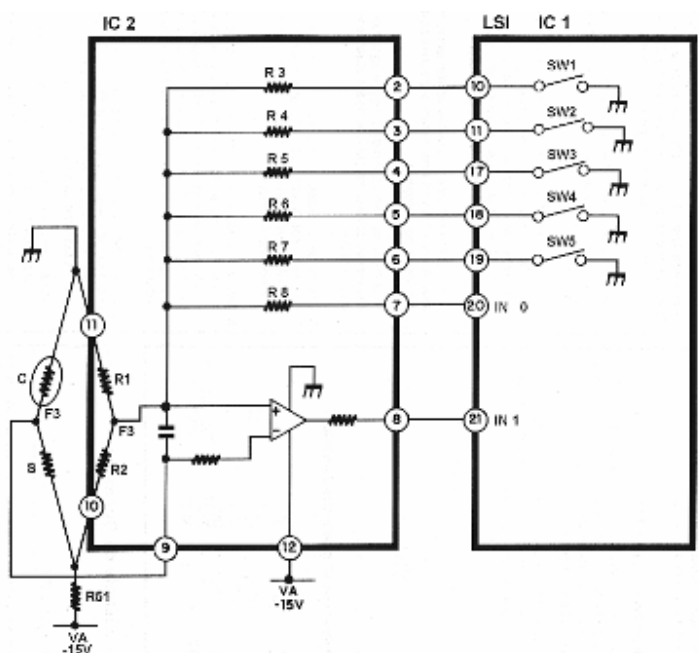 IC 2
LSI IC 1
R 3
2
10
SW1
R 4
3
11
SW2
R 5
4
17
SW3
R 6
5
18
SW4
R 7
6
19
SW5
R 8
7
20
IN 0
11
C
R1
F3
F3
S
R2
10
+
-
8
21
IN 1
9
12
R61
VA
-15V
VA
-15V